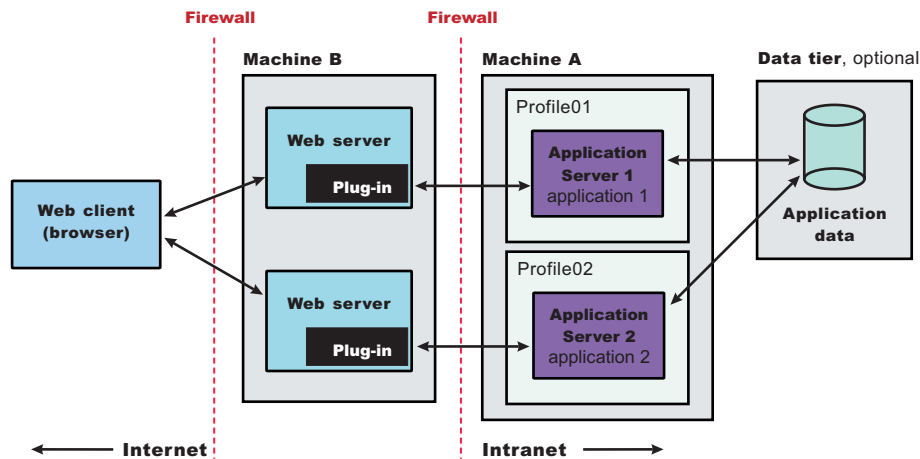 Firewall
Firewall
Machine B
Machine A
Data tier, optional
Web client
(browser)
Web server
Plug-in
Web server
Plug-in
Profile01
Application
Server 1
application 1
Profile02
Application
Server 2
application 2
Application
data
Internet
Intranet